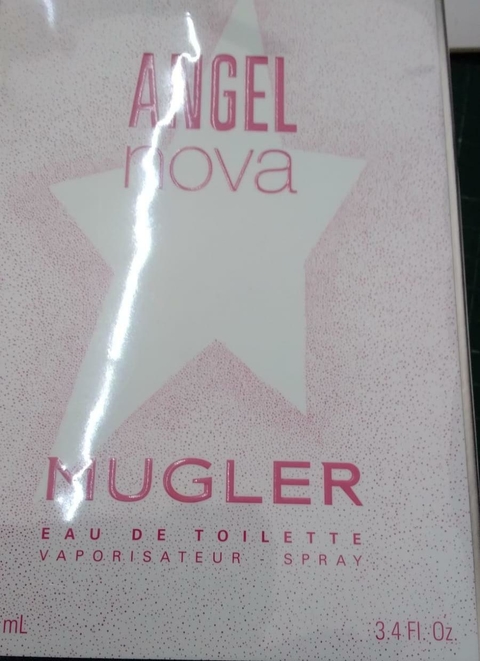 ANGEL
nova
MUGLER
EAU DE TOILETTE
VAPORISATEUR - SPRAY
mL 3.4 Fl. Oz.